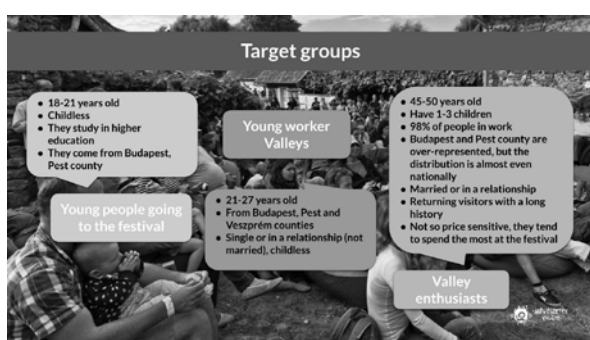 Target groups
18-21 years old
Childless
They study in higher
education
They come from Budapest,
Pest county
Young people going
to the festival
Young worker
Valleys
21-27 years old
From Budapest, Pest and
Veszprém counties
Single or in a relationship (not
married), childless
45-50 years old
Have 1-3 children
98% of people in work
Budapest and Pest county are
over-represented, but the
distribution is almost even
nationally
Married or in a relationship
Returning visitors with a long
history
Not so price sensitive, they tend
to spend the most at the festival
Valley
enthusiasts